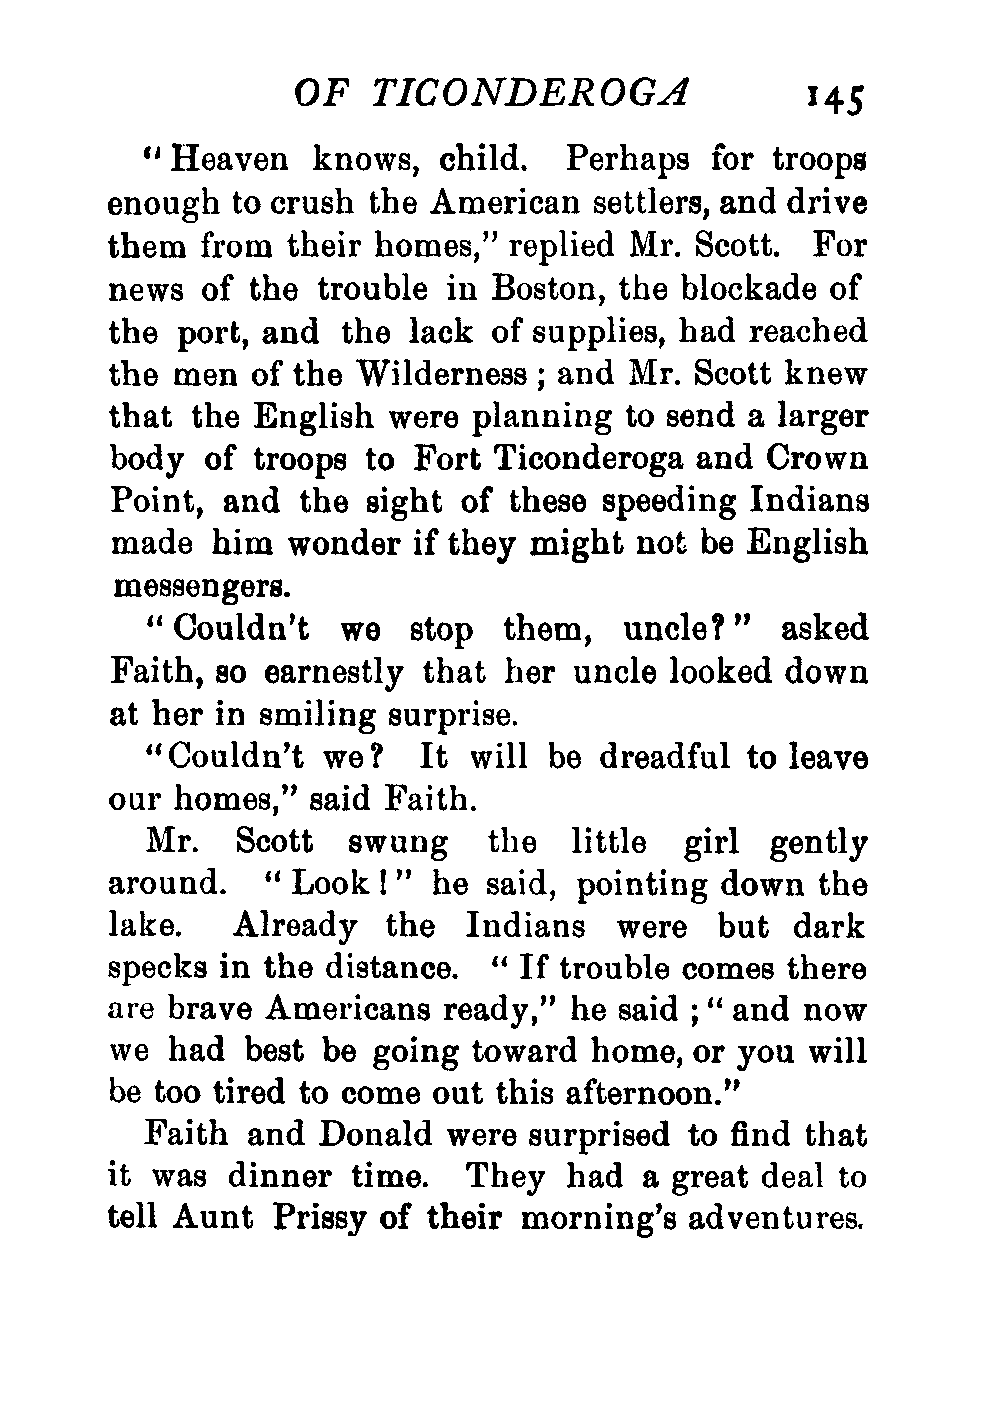 OF TICONDEROGA 145
" Heaven knows, child. Perhaps for troops
enough to crush the American settlers, and drive
them from their homes," replied Mr. Scott. For
news of the trouble in Boston, the blockade of
the port, and the lack of supplies, had reached
the men of the Wilderness ; and Mr. Scott knew
that the English were planning to send a larger
body of troops to Fort Ticonderoga and Crown
Point, and the sight of these speeding Indians
made him wonder if they might not be English
messengers.
" Couldn't we stop them, uncle? " asked
Faith, so earnestly that her uncle looked down
at her in smiling surprise.
"Couldn't we? It will be dreadful to leave
our homes," said Faith.
Mr. Scott swung the little girl gently
around. " Look ! " he said, pointing down the
lake. Already the Indians were but dark
specks in the distance. " If trouble comes there
are brave Americans ready," he said ; " and now
we had best be going toward home, or you will
be too tired to come out this afternoon."
Faith and Donald were surprised to find that
it was dinner time. They had a great deal to
tell Aunt Prissy of their morning's adventures.